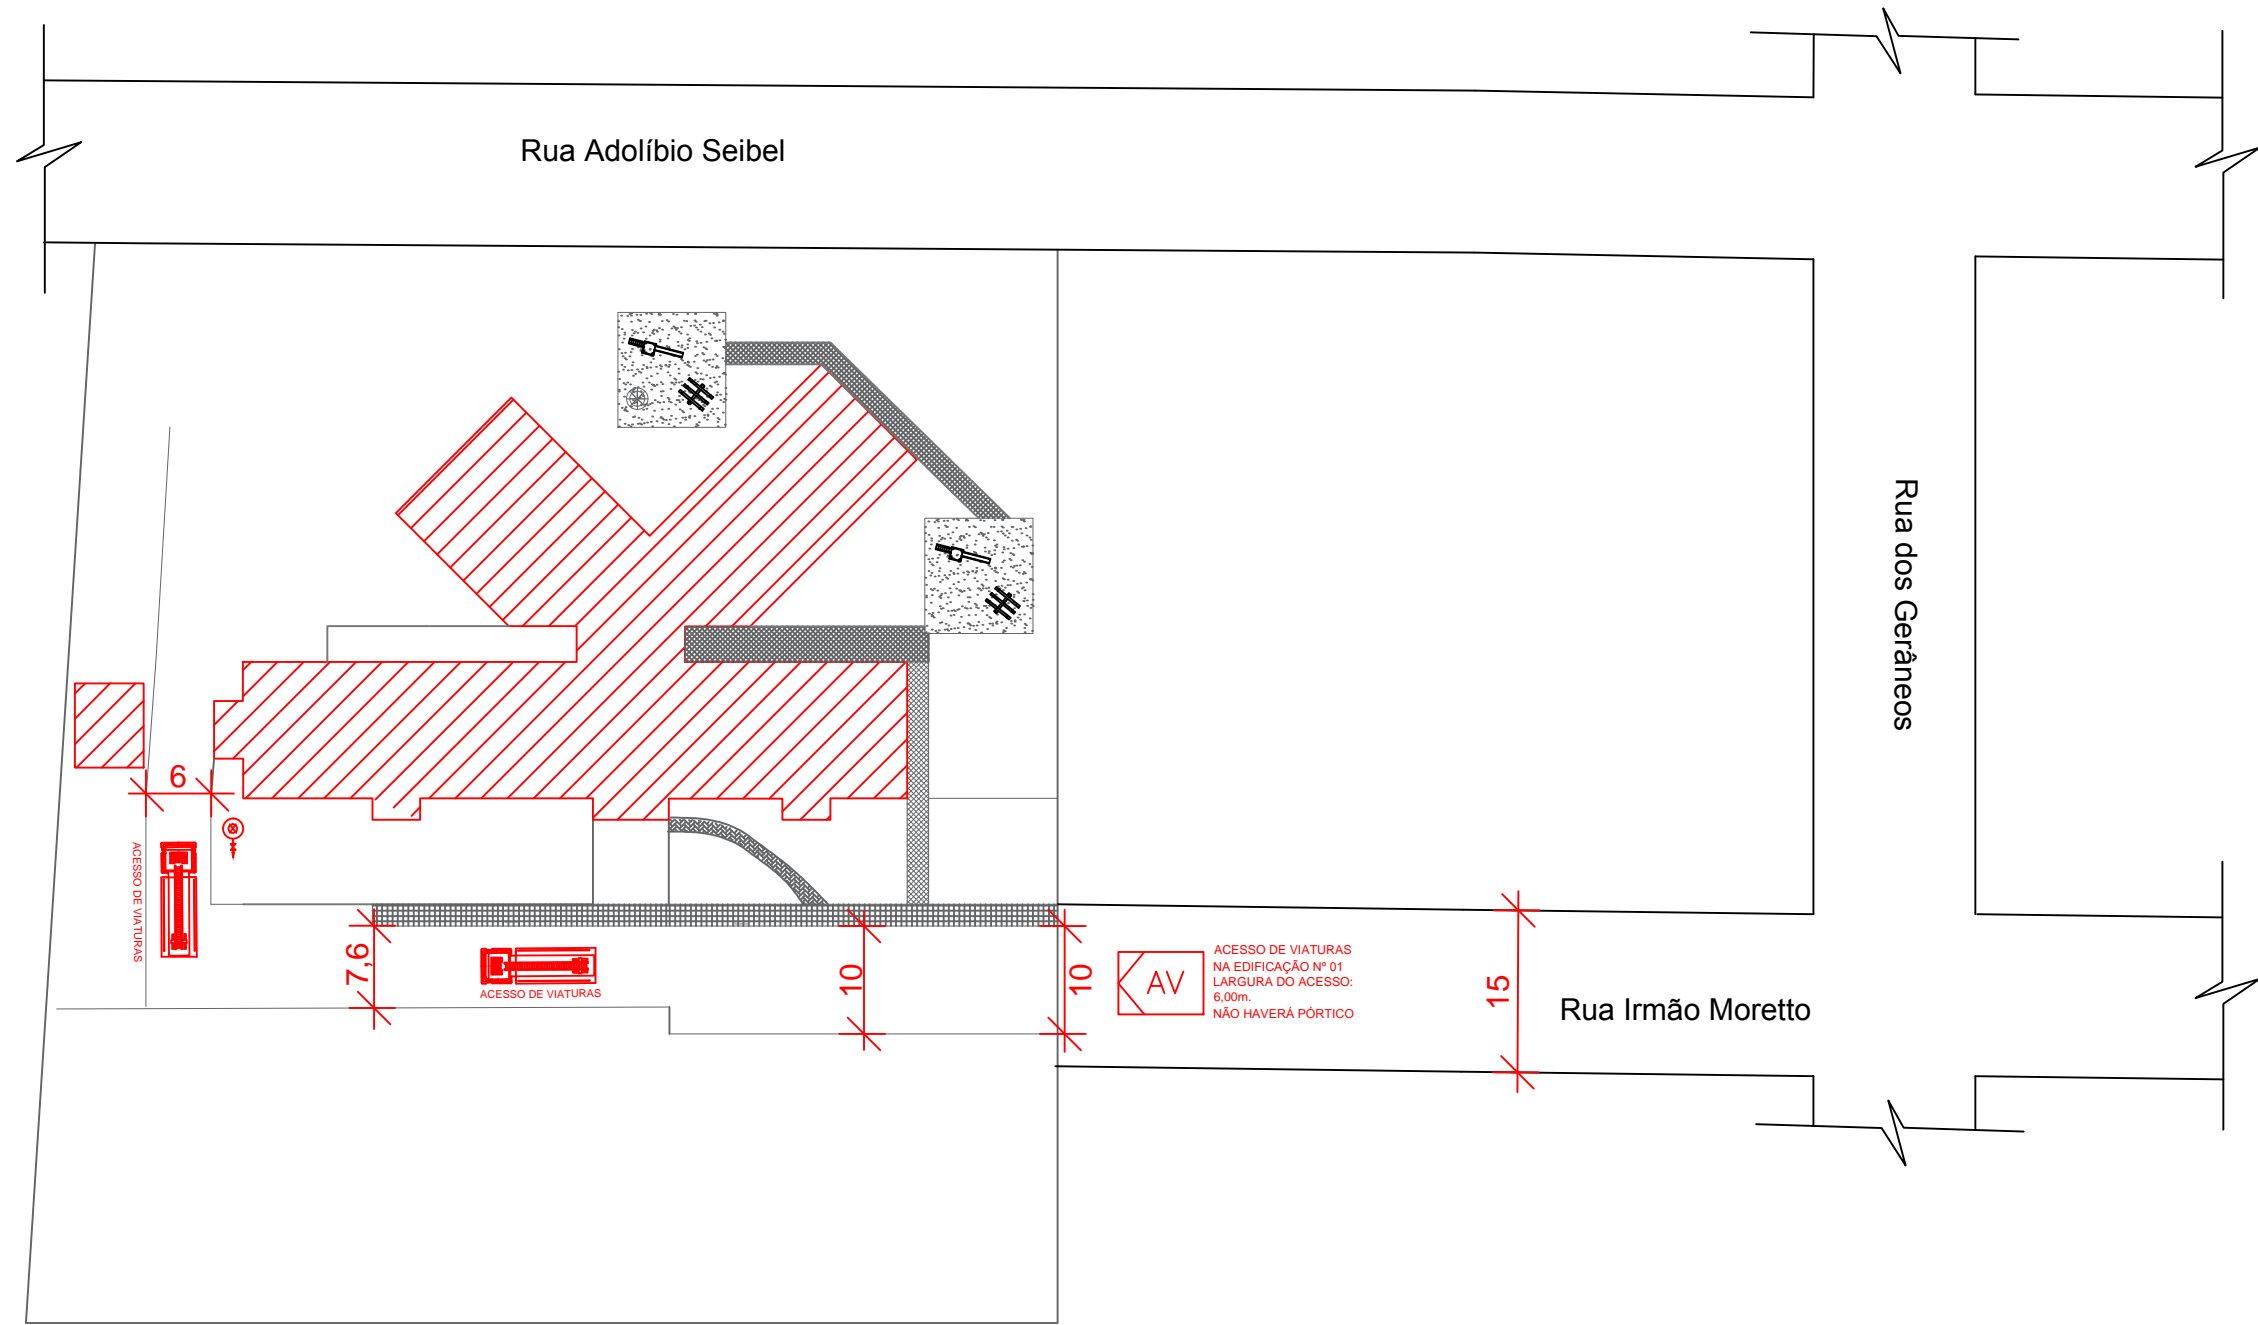 Rua Adolíbio Seibel
Rua dos Gerâneos
6
ACESSO DE VIATURAS
7,6
ACESSO DE VIATURAS
10
10
AV
ACESSO DE VIATURAS
NA EDIFICAÇÃO Nº 01
LARGURA DO ACESSO:
6,00m.
NÃO HAVERÁ PÓRTICO
15
Rua Irmão Moretto